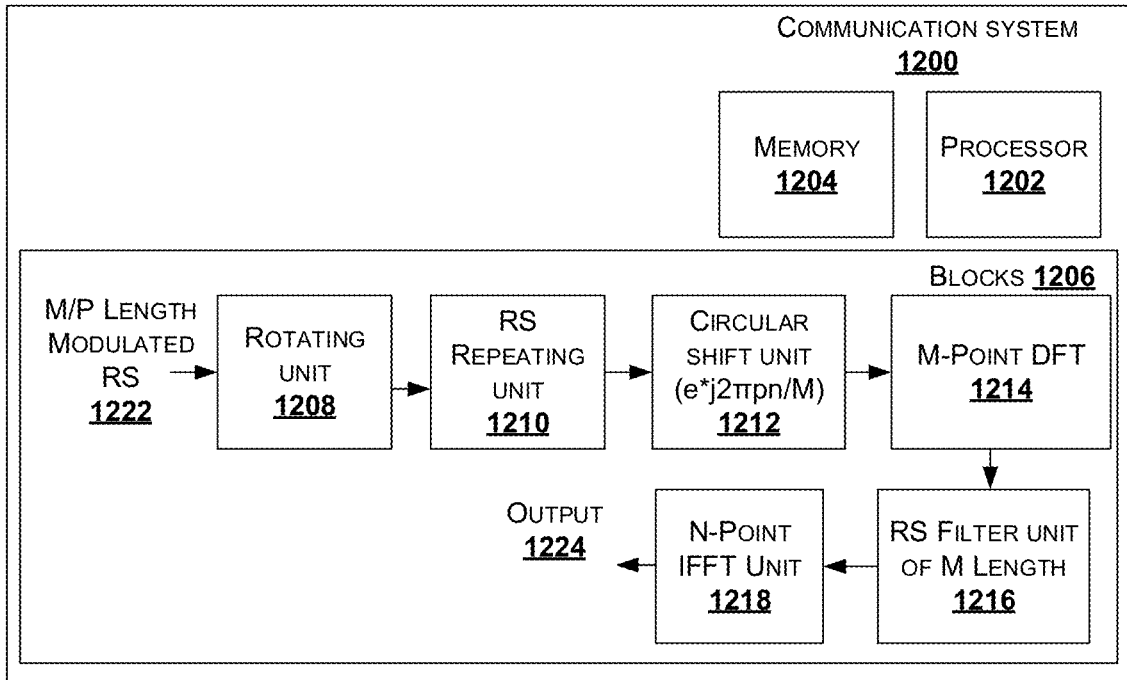 COMMUNICATION SYSTEM
1200
MEMORY
1204
PROCESSOR
1202
BLOCKS 1206
M/P LENGTH
MODULATED
RS
1222
ROTATING
UNIT
1208
RS
REPEATING
UNIT
1210
CIRCULAR
SHIFT UNIT
(e*j2πpn/M)
1212
M-POINT DFT
1214
OUTPUT
1224
N-POINT
IFFT UNIT
1218
RS FILTER UNIT
OF M LENGTH
1216